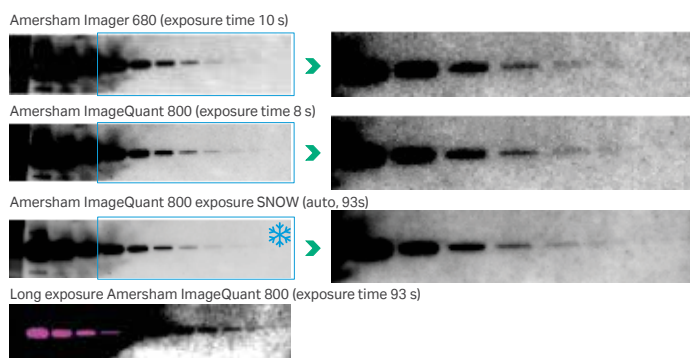 Amersham Imager 680 (exposure time 10 s)
Amersham ImageQuant 800 (exposure time 8 s)
Amersham ImageQuant 800 exposure SNOW (auto, 93s)
Long exposure Amersham ImageQuant 800 (exposure time 93 s)